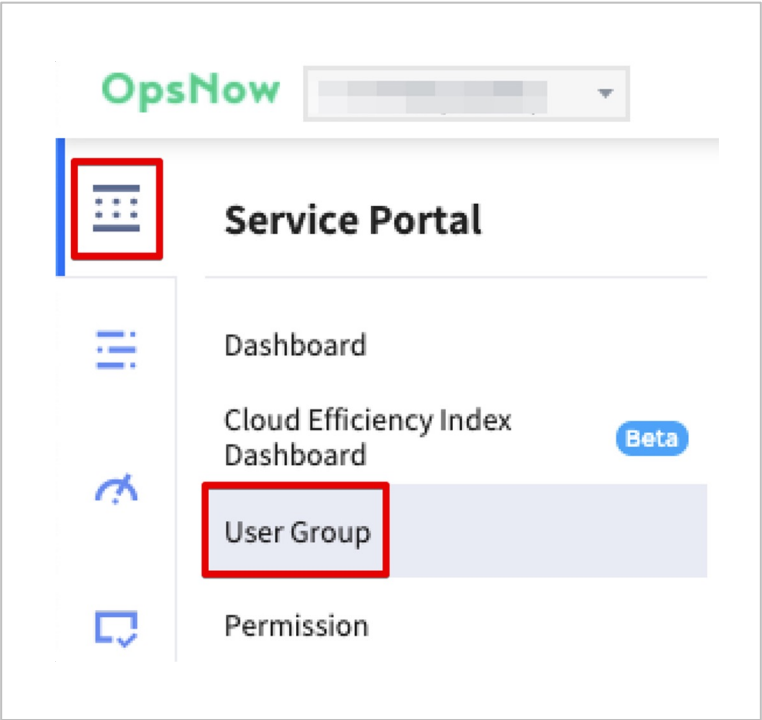 OpsNow
Service Portal
Dashboard
Cloud Efficiency Index
Dashboard
Beta
User Group
Permission